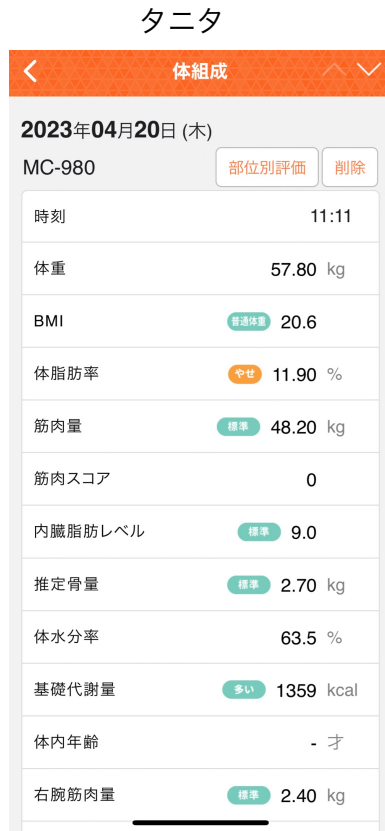 タニタ
体組成
2023年04月20日 (木)
MC-980 部位別評価 削除
時刻 11:11
体重 57.80 kg
BMI 普通体重 20.6
体脂肪率 やせ 11.90 %
筋肉量 標準 48.20 kg
筋肉スコア 0
内臓脂肪レベル 標準 9.0
推定骨量 標準 2.70 kg
体水分率 63.5 %
基礎代謝量 多い 1359 kcal
体内年齢 - 才
右腕筋肉量 標準 2.40 kg